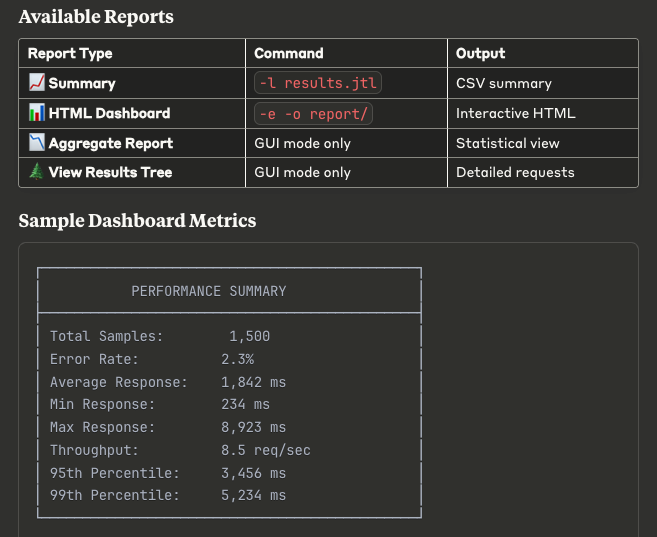 Available Reports
Report Type Command Output
📈 Summary -l results.jtl CSV summary
📊 HTML Dashboard -e -o report/ Interactive HTML
📉 Aggregate Report GUI mode only Statistical view
🌲 View Results Tree GUI mode only Detailed requests
Sample Dashboard Metrics
PERFORMANCE SUMMARY
Total Samples: 1,500
Error Rate: 2.3%
Average Response: 1,842 ms
Min Response: 234 ms
Max Response: 8,923 ms
Throughput: 8.5 req/sec
95th Percentile: 3,456 ms
99th Percentile: 5,234 ms